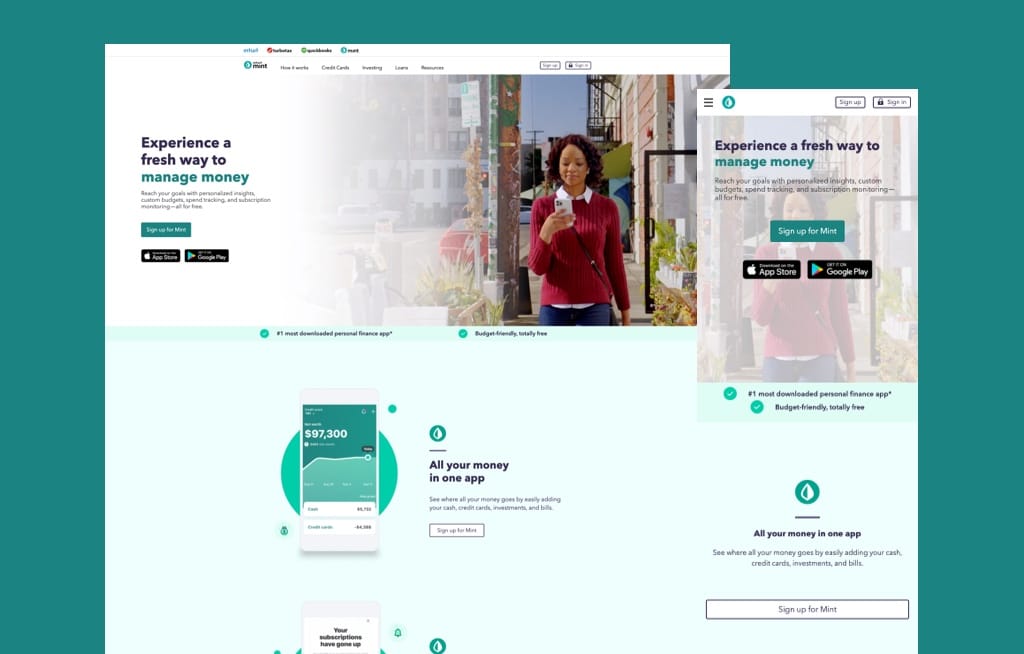 intuit turbotax quickbooks mint
mint
How it works Credit Cards Investing Loans Resources Sign up Sign in
Experience a
fresh way to
manage money
Reach your goals with personalized insights,
custom budgets, spend tracking, and subscription
monitoring—all for free.
Sign up for Mint
Download on the
App Store
GET IT ON
Google Play
#1 most downloaded personal finance app* Budget-friendly, totally free
Net worth
$97,300
Cash $5,732
Credit cards -$4,388
All your money
in one app
See where all your money goes by easily adding
your cash, credit cards, investments, and bills.
Sign up for Mint
Your
subscriptions
have gone up
Sign up Sign in
Experience a fresh way to
manage money
Reach your goals with personalized insights, custom
budgets, spend tracking, and subscription monitoring—
all for free.
Sign up for Mint
Download on the
App Store
GET IT ON
Google Play
#1 most downloaded personal finance app*
Budget-friendly, totally free
All your money in one app
See where all your money goes by easily adding your cash,
credit cards, investments, and bills.
Sign up for Mint